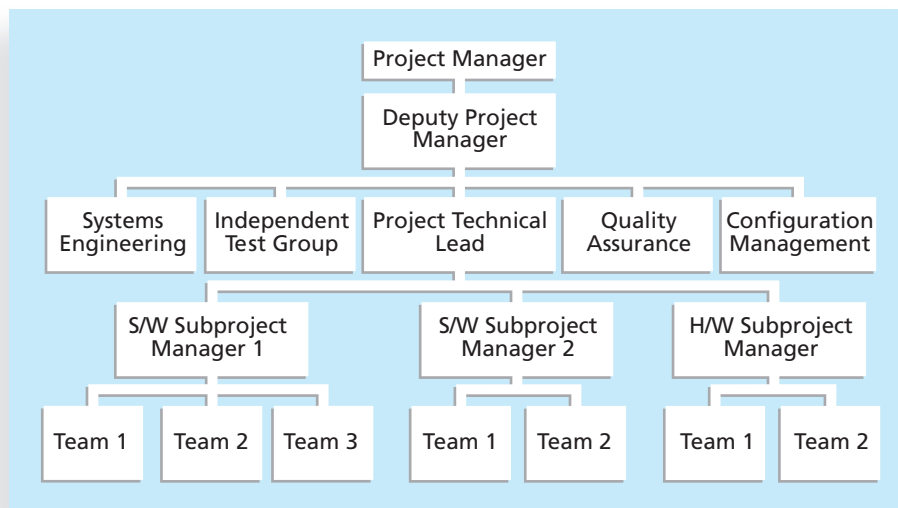 Project Manager
Deputy Project
Manager
Systems
Engineering
Independent
Test Group
Project Technical
Lead
Quality
Assurance
Configuration
Management
S/W Subproject
Manager 1
S/W Subproject
Manager 2
H/W Subproject
Manager
Team 1
Team 2
Team 3
Team 1
Team 2
Team 1
Team 2